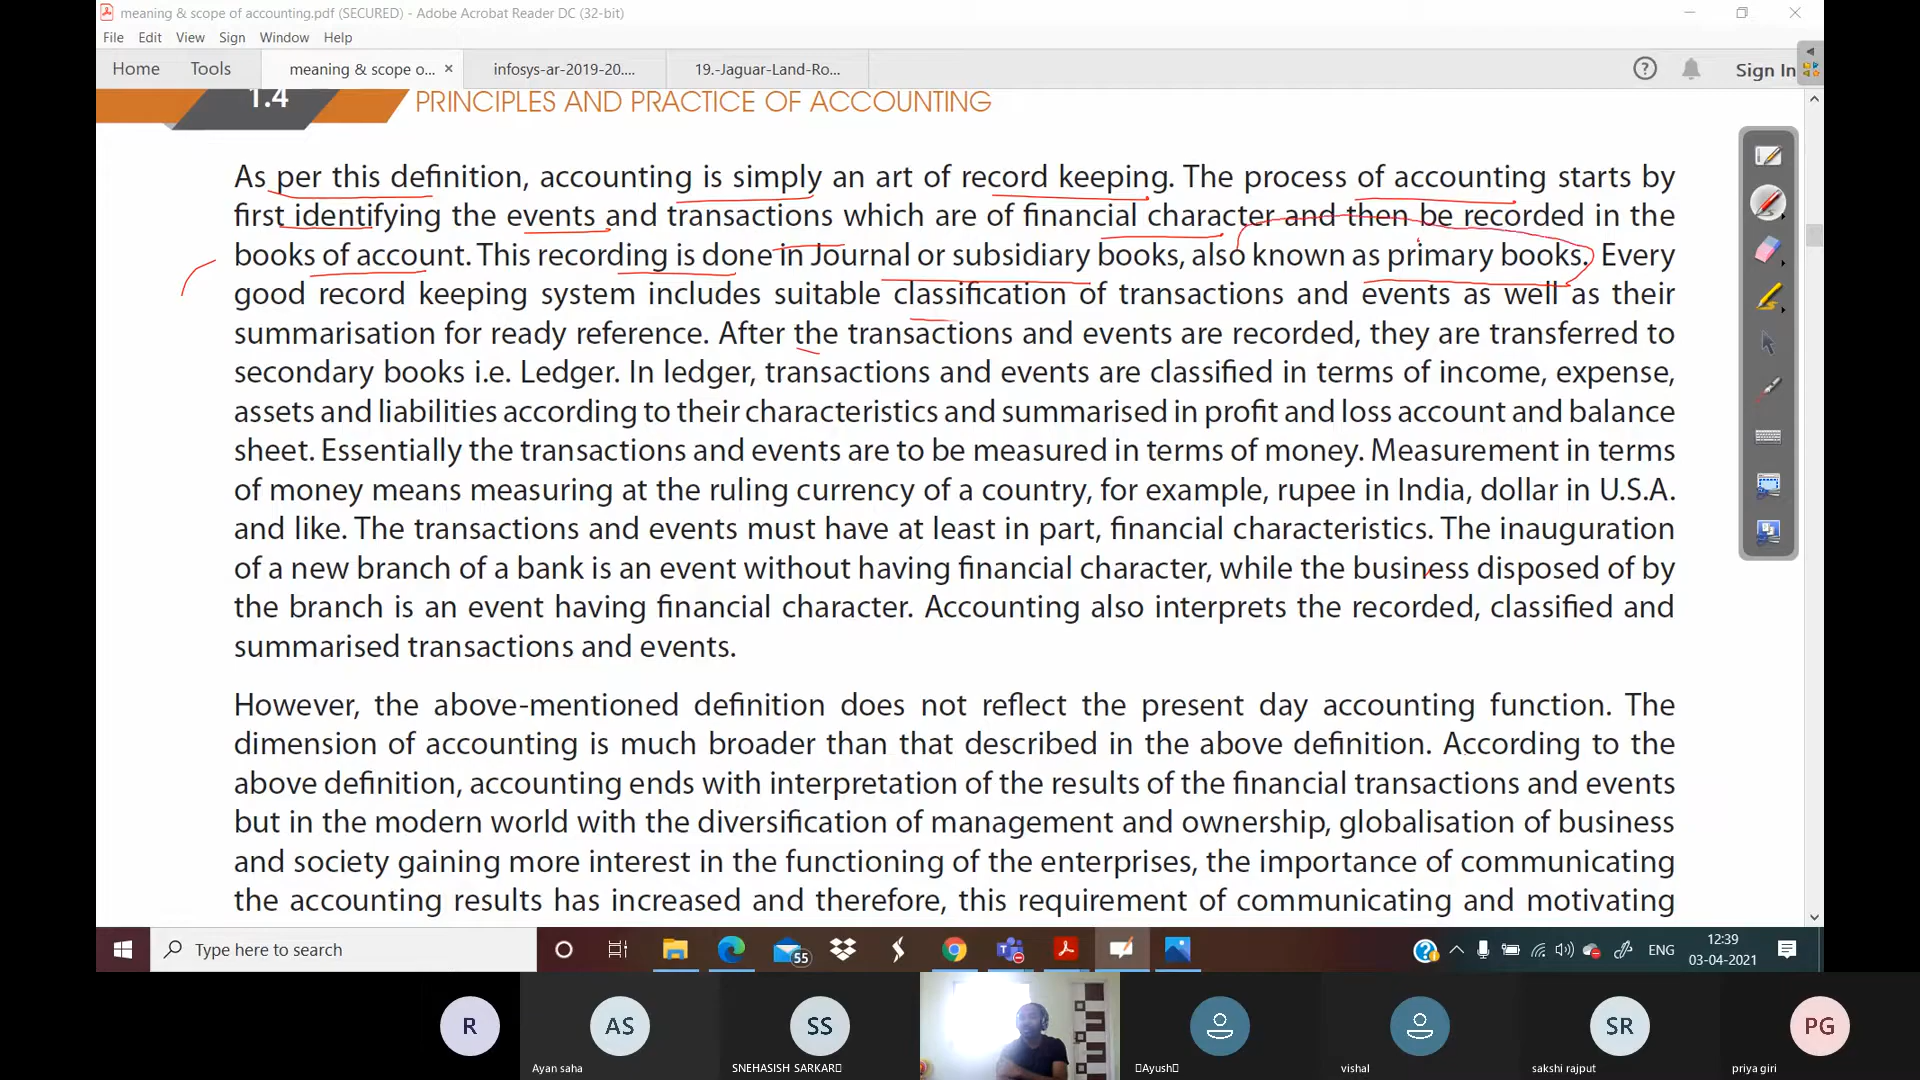 meaning & scope of accounting.pdf (SECURED) - Adobe Acrobat Reader DC (32-bit)
File Edit View Sign Window Help
Home Tools meaning & scope o... × infosys-ar-2019-20.... 19.-Jaguar-Land-Ro... Sign In
1.4 PRINCIPLES AND PRACTICE OF ACCOUNTING
As per this definition, accounting is simply an art of record keeping. The process of accounting starts by
first identifying the events and transactions which are of financial character and then be recorded in the
books of account. This recording is done in Journal or subsidiary books, also known as primary books. Every
good record keeping system includes suitable classification of transactions and events as well as their
summarisation for ready reference. After the transactions and events are recorded, they are transferred to
secondary books i.e. Ledger. In ledger, transactions and events are classified in terms of income, expense,
assets and liabilities according to their characteristics and summarised in profit and loss account and balance
sheet. Essentially the transactions and events are to be measured in terms of money. Measurement in terms
of money means measuring at the ruling currency of a country, for example, rupee in India, dollar in U.S.A.
and like. The transactions and events must have at least in part, financial characteristics. The inauguration
of a new branch of a bank is an event without having financial character, while the business disposed of by
the branch is an event having financial character. Accounting also interprets the recorded, classified and
summarised transactions and events.
However, the above-mentioned definition does not reflect the present day accounting function. The
dimension of accounting is much broader than that described in the above definition. According to the
above definition, accounting ends with interpretation of the results of the financial transactions and events
but in the modern world with the diversification of management and ownership, globalisation of business
and society gaining more interest in the functioning of the enterprises, the importance of communicating
the accounting results has increased and therefore, this requirement of communicating and motivating
Type here to search 55 ENG 12:39
03-04-2021
R AS SS SR PG
Ayan saha SNEHASISH SARKAR Ayush vishal sakshi rajput priya giri